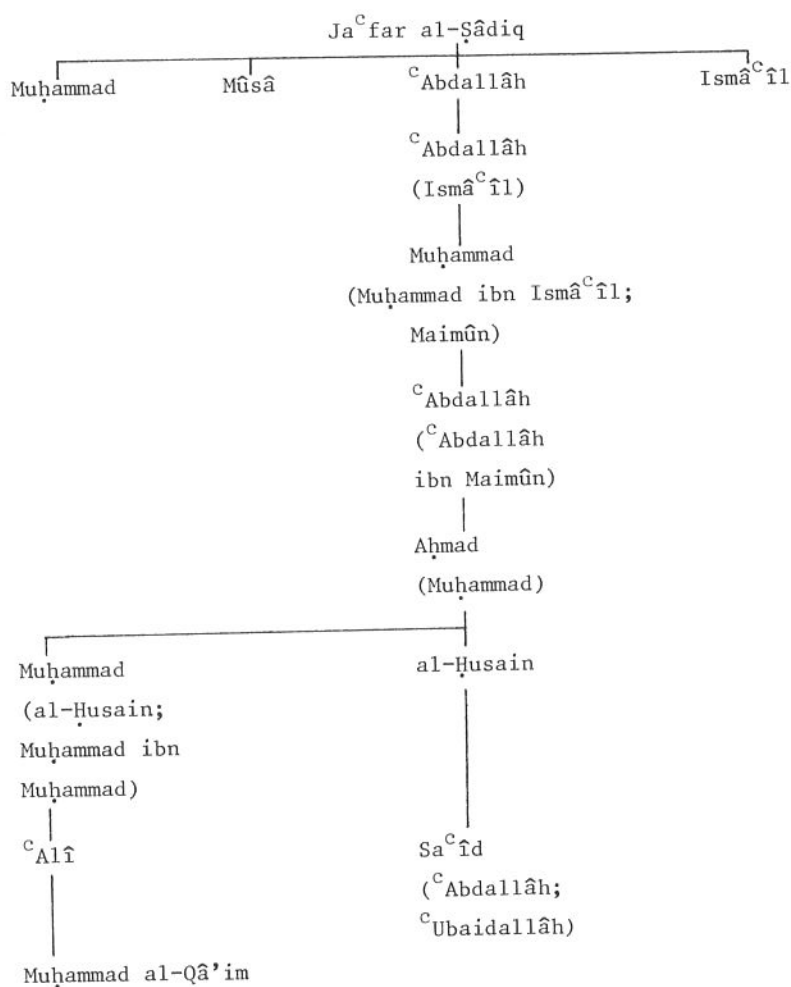 Jaᶜfar al-Ṣâdiq
Muḥammad Mûsâ ᶜAbdallâh Ismâᶜîl
ᶜAbdallâh
(Ismâᶜîl)
Muḥammad
(Muḥammad ibn Ismâᶜîl;
Maimûn)
ᶜAbdallâh
(ᶜAbdallâh
ibn Maimûn)
Aḥmad
(Muḥammad)
Muḥammad al-Ḥusain
(al-Ḥusain;
Muḥammad ibn
Muḥammad)
ᶜAlî Saᶜîd
(ᶜAbdallâh;
ᶜUbaidallâh)
Muḥammad al-Qâ’im